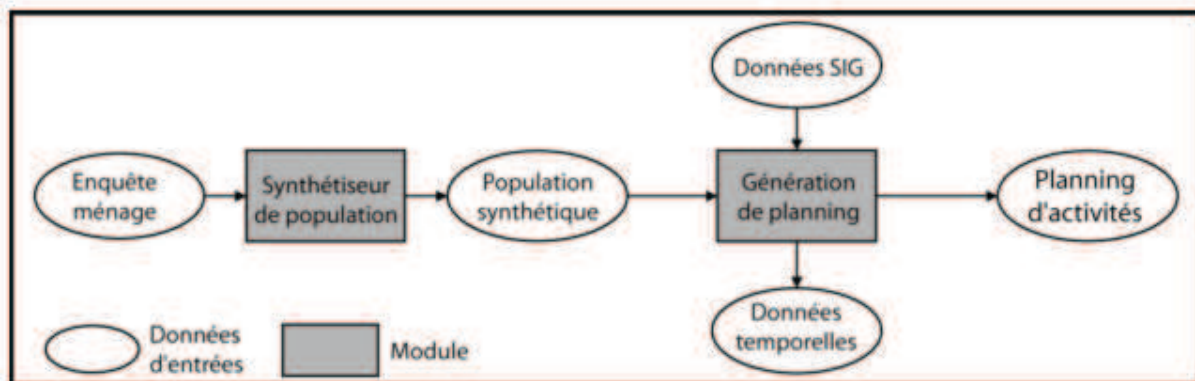 Données SIG
Enquête
ménage
Synthétiseur
de population
Population
synthétique
Génération
de planning
Planning
d'activités
Données
temporelles
Données
d'entrées
Module